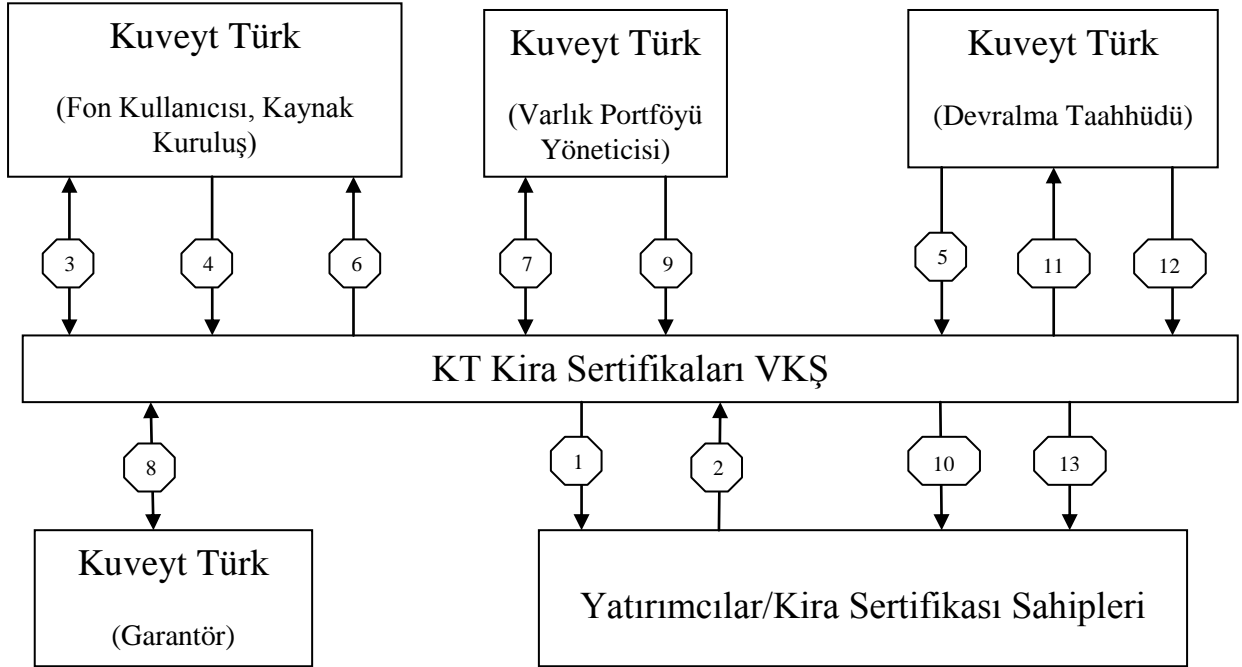 Kuveyt Türk
(Fon Kullanıcısı, Kaynak
Kuruluş)
Kuveyt Türk
(Varlık Portföyü
Yöneticisi)
Kuveyt Türk
(Devralma Taahhüdü)
3
4
6
7
9
5
11
12
KT Kira Sertifikaları VKŞ
8
1
2
10
13
Kuveyt Türk
(Garantör)
Yatırımcılar/Kira Sertifikası Sahipleri